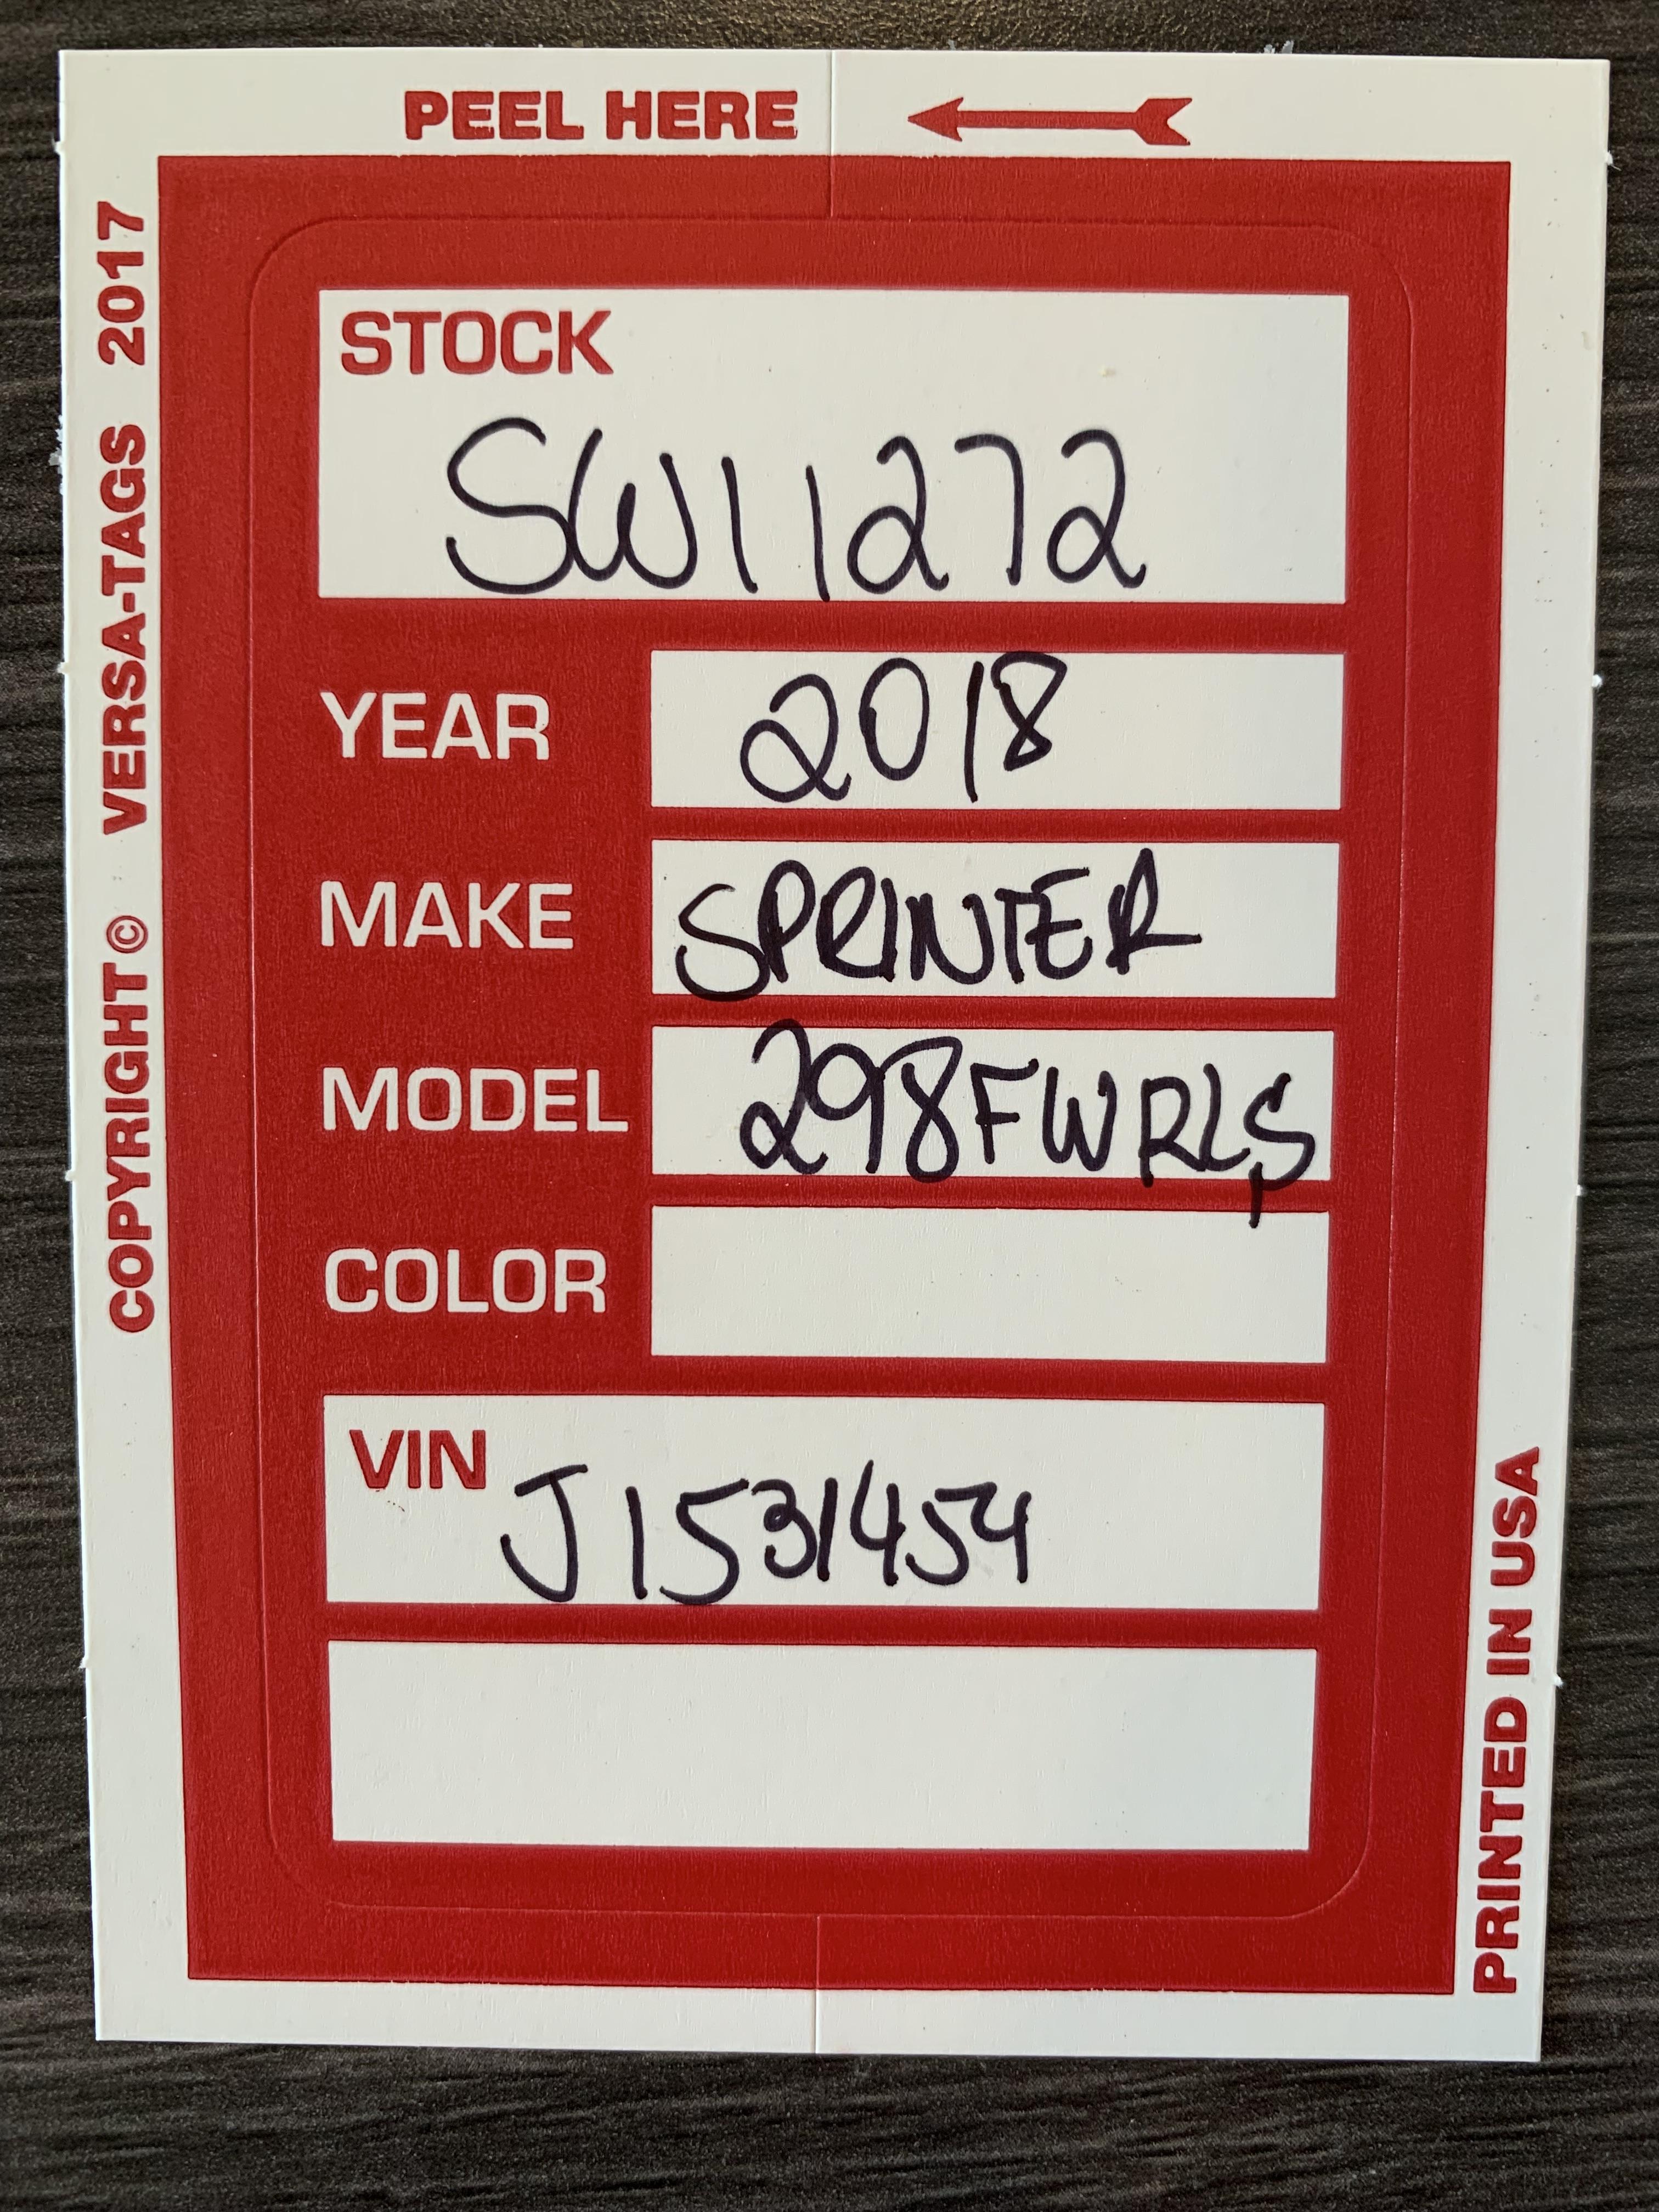 PEEL HERE
COPYRIGHT © VERSA-TAGS 2017
STOCK
SW11272
YEAR 2018
MAKE SPRINTER
MODEL 298FWRLS
COLOR
VIN J1531454
PRINTED IN USA